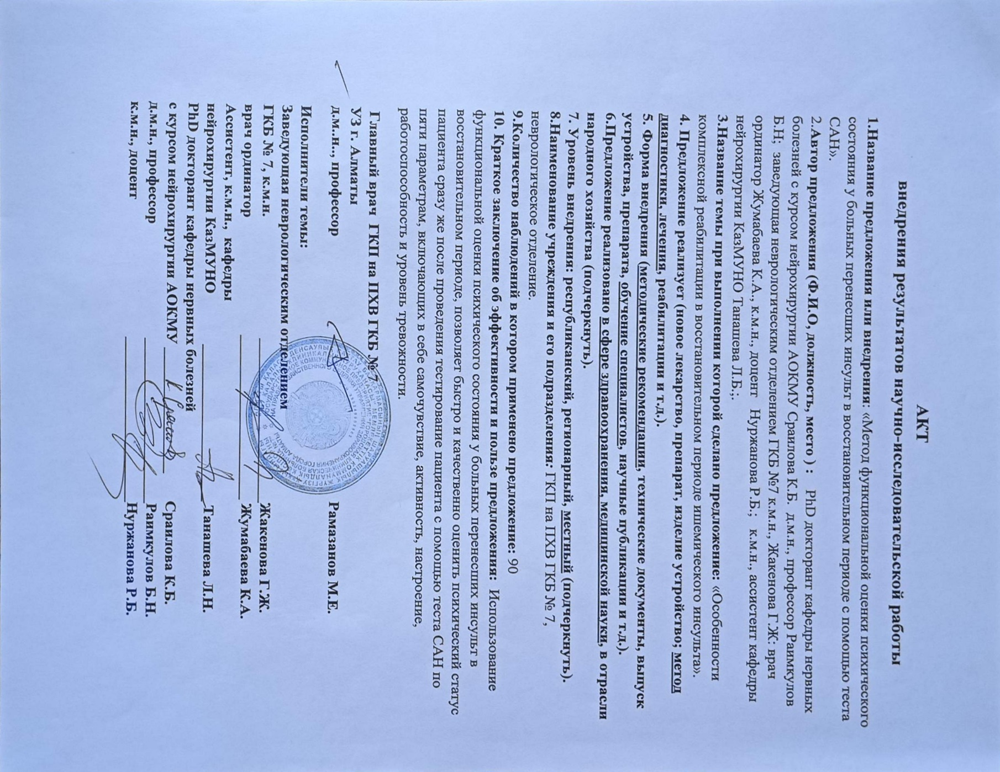 АКТ
внедрения результатов научно-исследовательской работы
1.Название предложения или внедрения: «Метод функциональной оценки психического
состояния у больных перенесших инсульт в восстановительном периоде с помощью теста
САН».
2.Автор предложения (Ф.И.О, должность, место ) : PhD докторант кафедры нервных
болезней с курсом нейрохирургии АОКМУ Сраилова К.Б. д.м.н., профессор Раимкулов
Б.Н; заведующая неврологическим отделением ГКБ №7 к.м.н., Жакенова Г.Ж: врач
ординатор Жумабаева К.А., к.м.н., доцент Нуржанова Р.Б.; к.м.н., ассистент кафедры
нейрохирургии КазМУНО Танашева Л.Б.;.
3.Название темы при выполнении которой сделано предложение: «Особенности
комплексной реабилитации в восстановительном периоде ишемического инсульта».
4. Предложение реализует (новое лекарство, препарат, изделие устройство; метод
диагностики, лечения, реабилитации и т.д.).
5. Форма внедрения (методические рекомендации, технические документы, выпуск
устройства, препарата, обучение специалистов, научные публикации и т.д.).
6.Предложение реализовано в сфере здравоохранения, медицинской науки, в отрасли
народного хозяйства (подчеркнуть).
7. Уровень внедрения: республиканский, регионарный, местный (подчеркнуть).
8.Наименование учреждения и его подразделения: ГКП на ПХВ ГКБ № 7,
неврологическое отделение.
9.Количество наблюдений в котором применено предложение: 90
10. Краткое заключение об эффективности и пользе предложения: Использование
функциональной оценки психического состояния у больных перенесших инсульт в
восстановительном периоде, позволяет быстро и качественно оценить психический статус
пациента сразу же после проведения тестирование пациента с помощью теста САН по
пяти параметрам, включающих в себе самочувствие, активность, настроение,
работоспособность и уровень тревожности.
Главный врач ГКП на ПХВ ГКБ № 7
УЗ г. Алматы
д.м..н.., профессор Рамазанов М.Е.
Исполнители темы:
Заведующая неврологическим отделением
ГКБ № 7, к.м.н. Жакенова Г.Ж.
врач ординатор Жумабаева К.А.
Ассистент, к.м.н., кафедры
нейрохирургии КазМУНО Танашева Л.Н.
PhD докторант кафедры нервных болезней
с курсом нейрохирургии АОКМУ Сраилова К.Б.
д.м.н., профессор Раимкулов Б.Н.
к.м.н., доцент Нуржанова Р.Б.